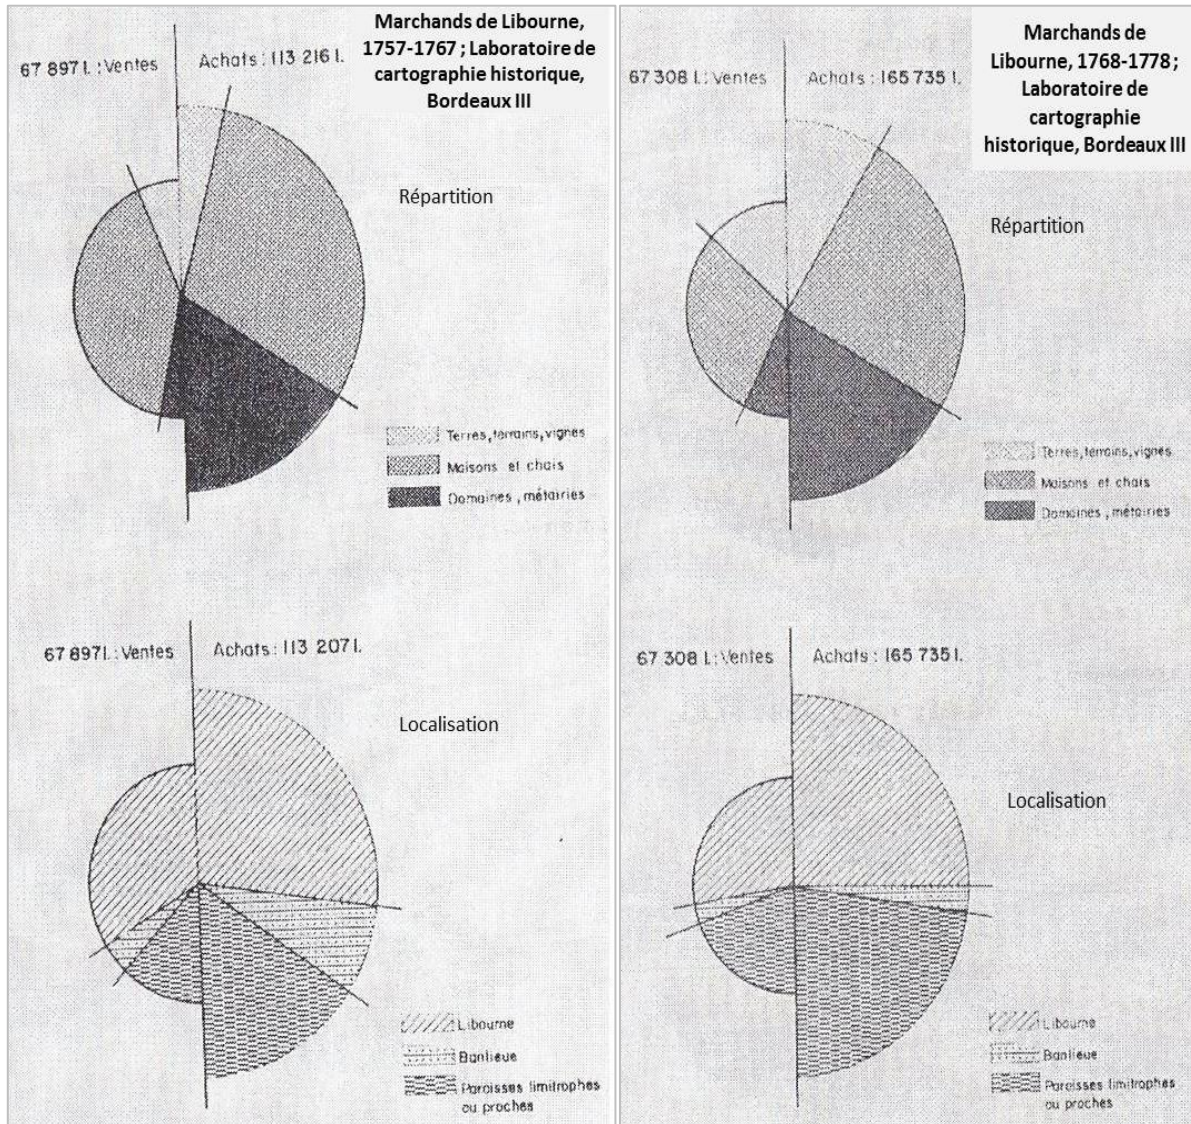 Marchands de Libourne,
1757-1767 ; Laboratoire de
cartographie historique,
Bordeaux III
67 897 l. : Ventes
Achats : 113 216 l.
Répartition
Terres, terrains, vignes
Maisons et chais
Domaines, métairies
67 897 l. : Ventes
Achats : 113 207 l.
Localisation
Libourne
Banlieue
Paroisses limitrophes
ou proches
Marchands de
Libourne, 1768-1778 ;
Laboratoire de
cartographie
historique, Bordeaux III
67 308 l. : Ventes
Achats : 165 735 l.
Répartition
Terres, terrains, vignes
Maisons et chais
Domaines, métairies
67 308 l. : Ventes
Achats : 165 735 l.
Localisation
Libourne
Banlieue
Paroisses limitrophes
ou proches